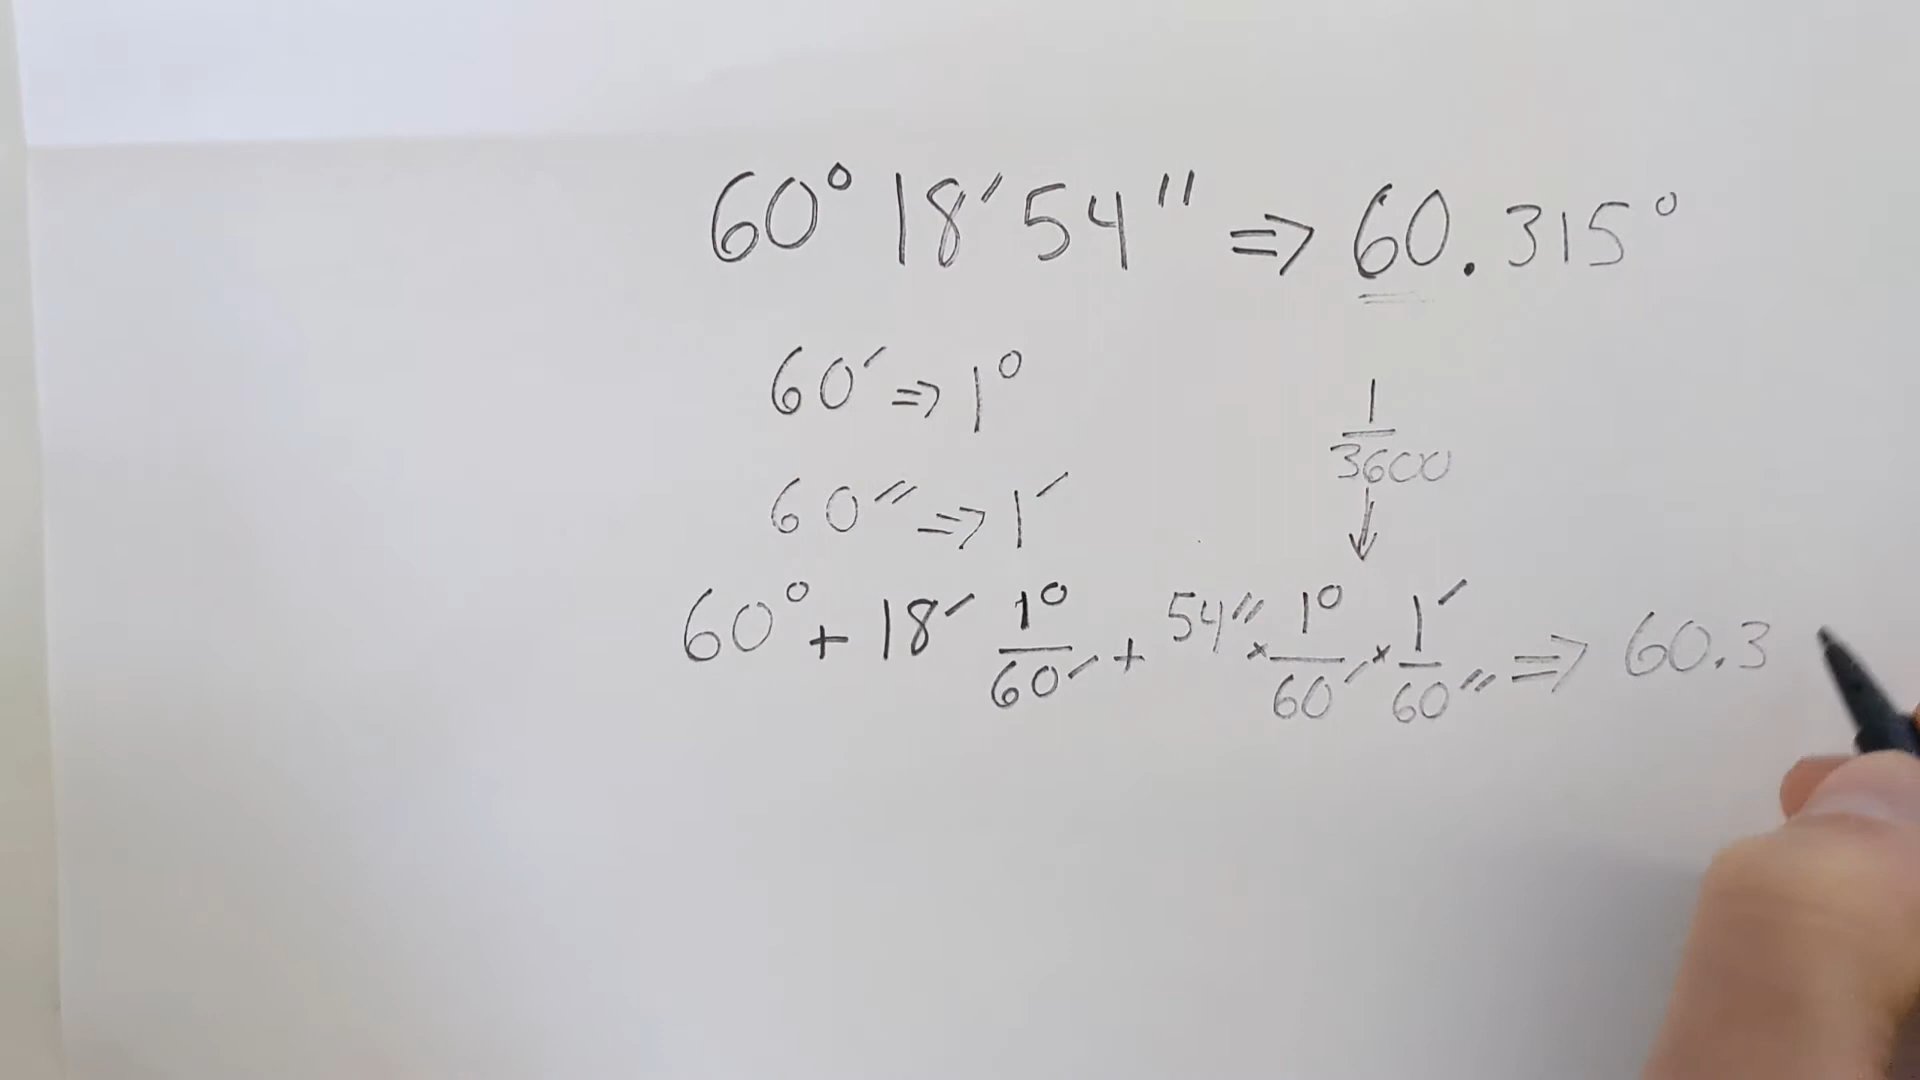 60° 18′ 54″ ⇒ 60.315°
60′ ⇒ 1°
1/3600
↓
60″ ⇒ 1′
60° + 18′ 1°/60′ + 54″ × 1°/60′ × 1′/60″ ⇒ 60.3